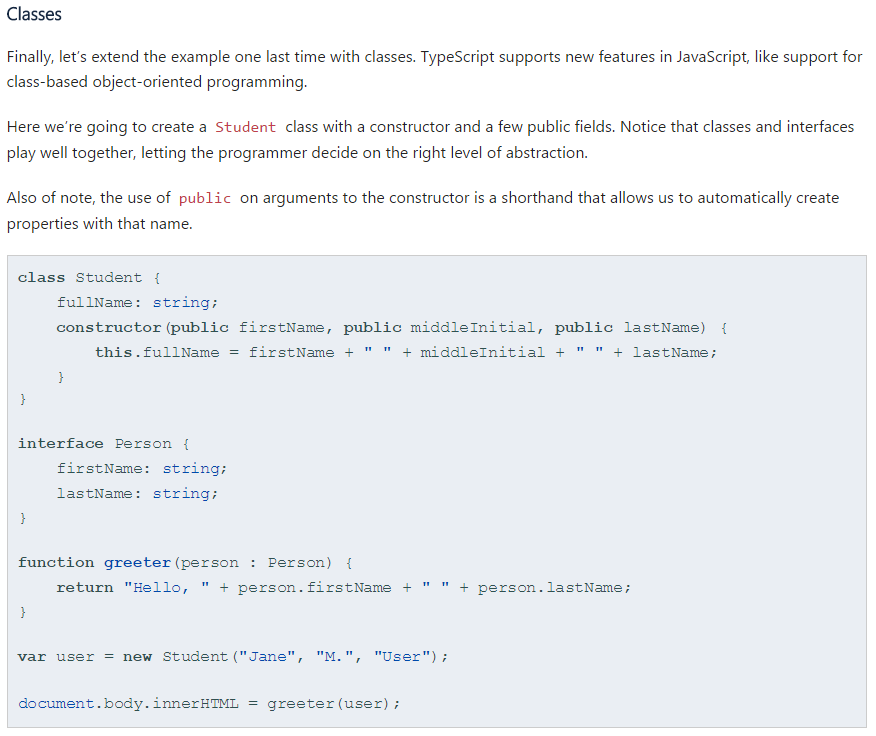 Classes
Finally, let's extend the example one last time with classes. TypeScript supports new features in JavaScript, like support for
class-based object-oriented programming.
Here we're going to create a Student class with a constructor and a few public fields. Notice that classes and interfaces
play well together, letting the programmer decide on the right level of abstraction.
Also of note, the use of public on arguments to the constructor is a shorthand that allows us to automatically create
properties with that name.
class Student {
    fullName: string;
    constructor(public firstName, public middleInitial, public lastName) {
        this.fullName = firstName + " " + middleInitial + " " + lastName;
    }
}
interface Person {
    firstName: string;
    lastName: string;
}
function greeter(person : Person) {
    return "Hello, " + person.firstName + " " + person.lastName;
}
var user = new Student("Jane", "M.", "User");
document.body.innerHTML = greeter(user);